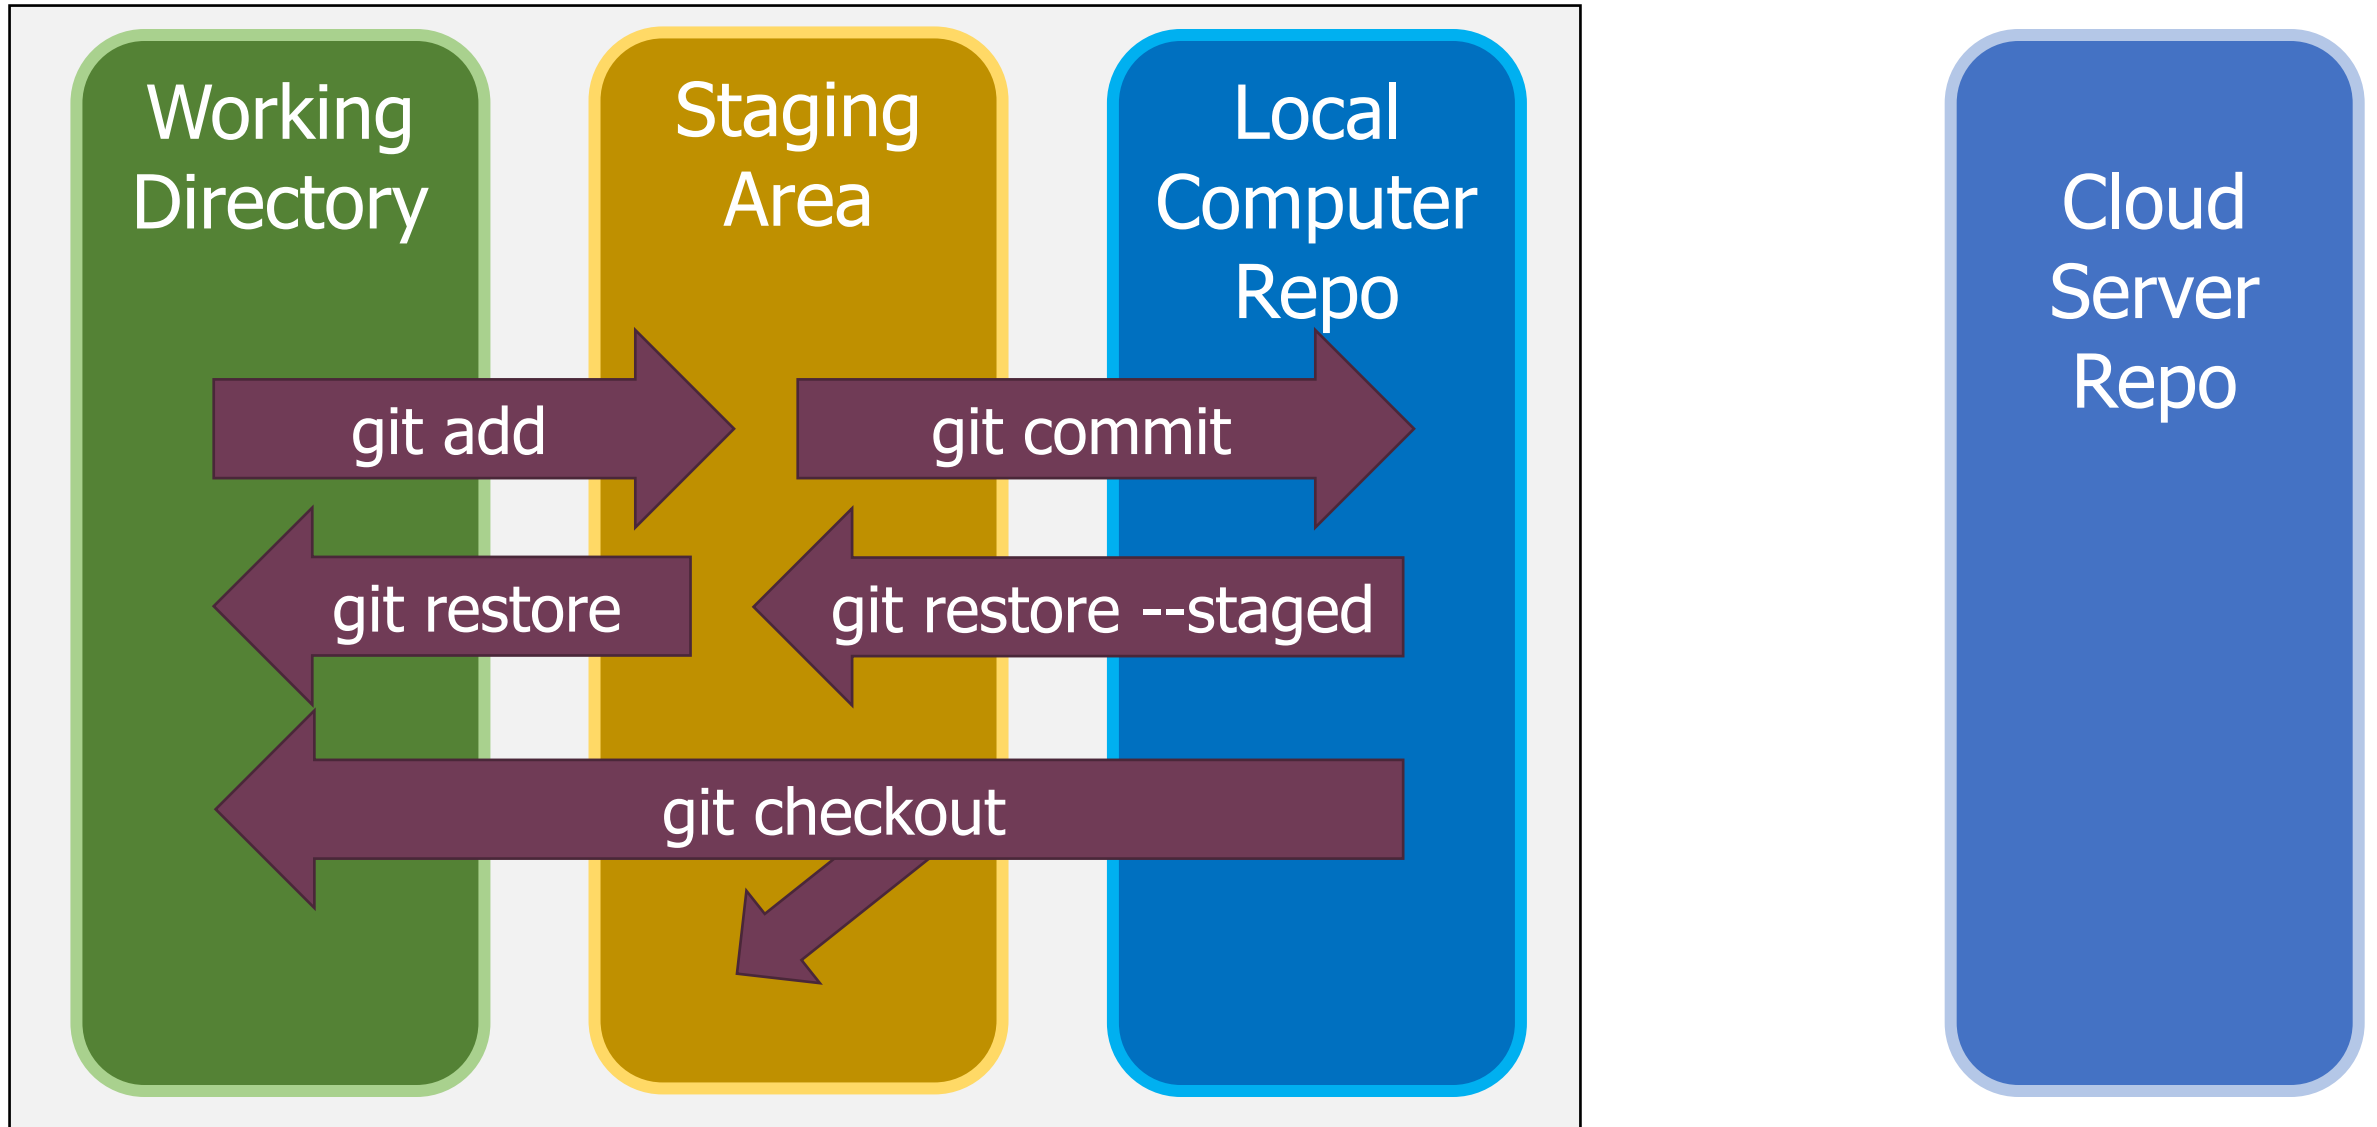 Working
Directory
Staging
Area
Local
Computer
Repo
Cloud
Server
Repo
git add
git commit
git restore
git restore --staged
git checkout